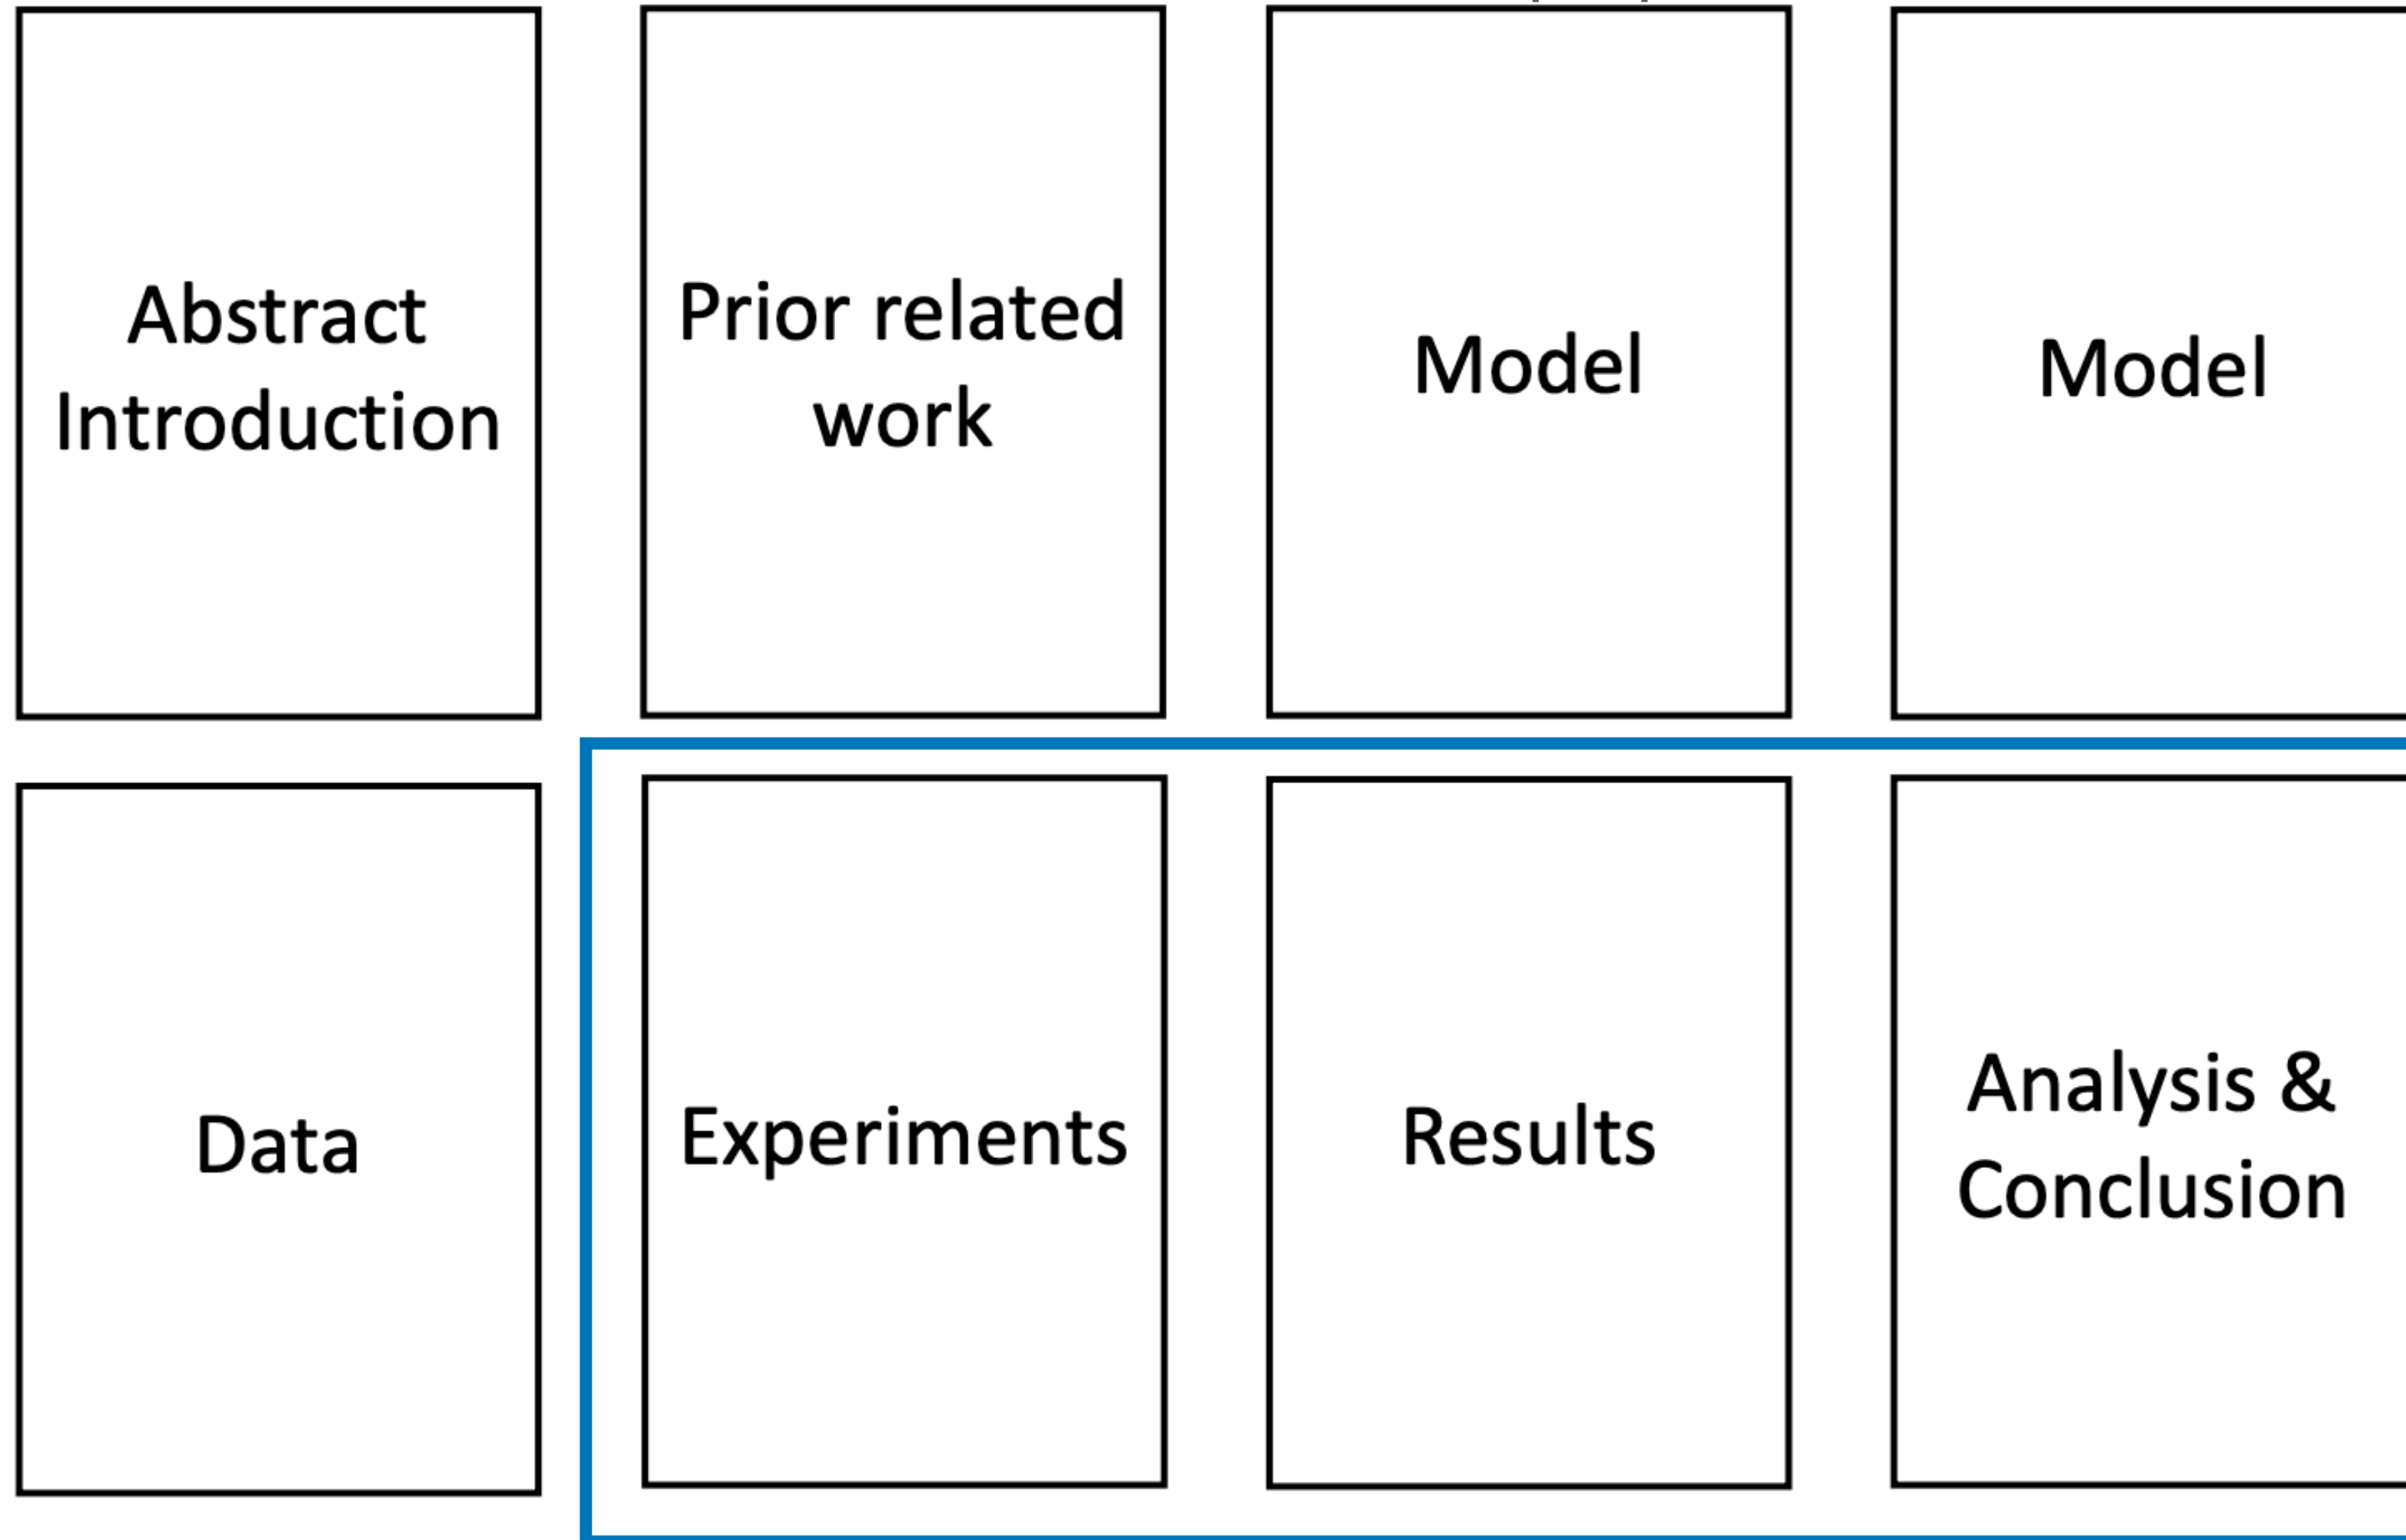 Abstract
Introduction
Prior related
work
Model
Model
Data
Experiments
Results
Analysis &
Conclusion